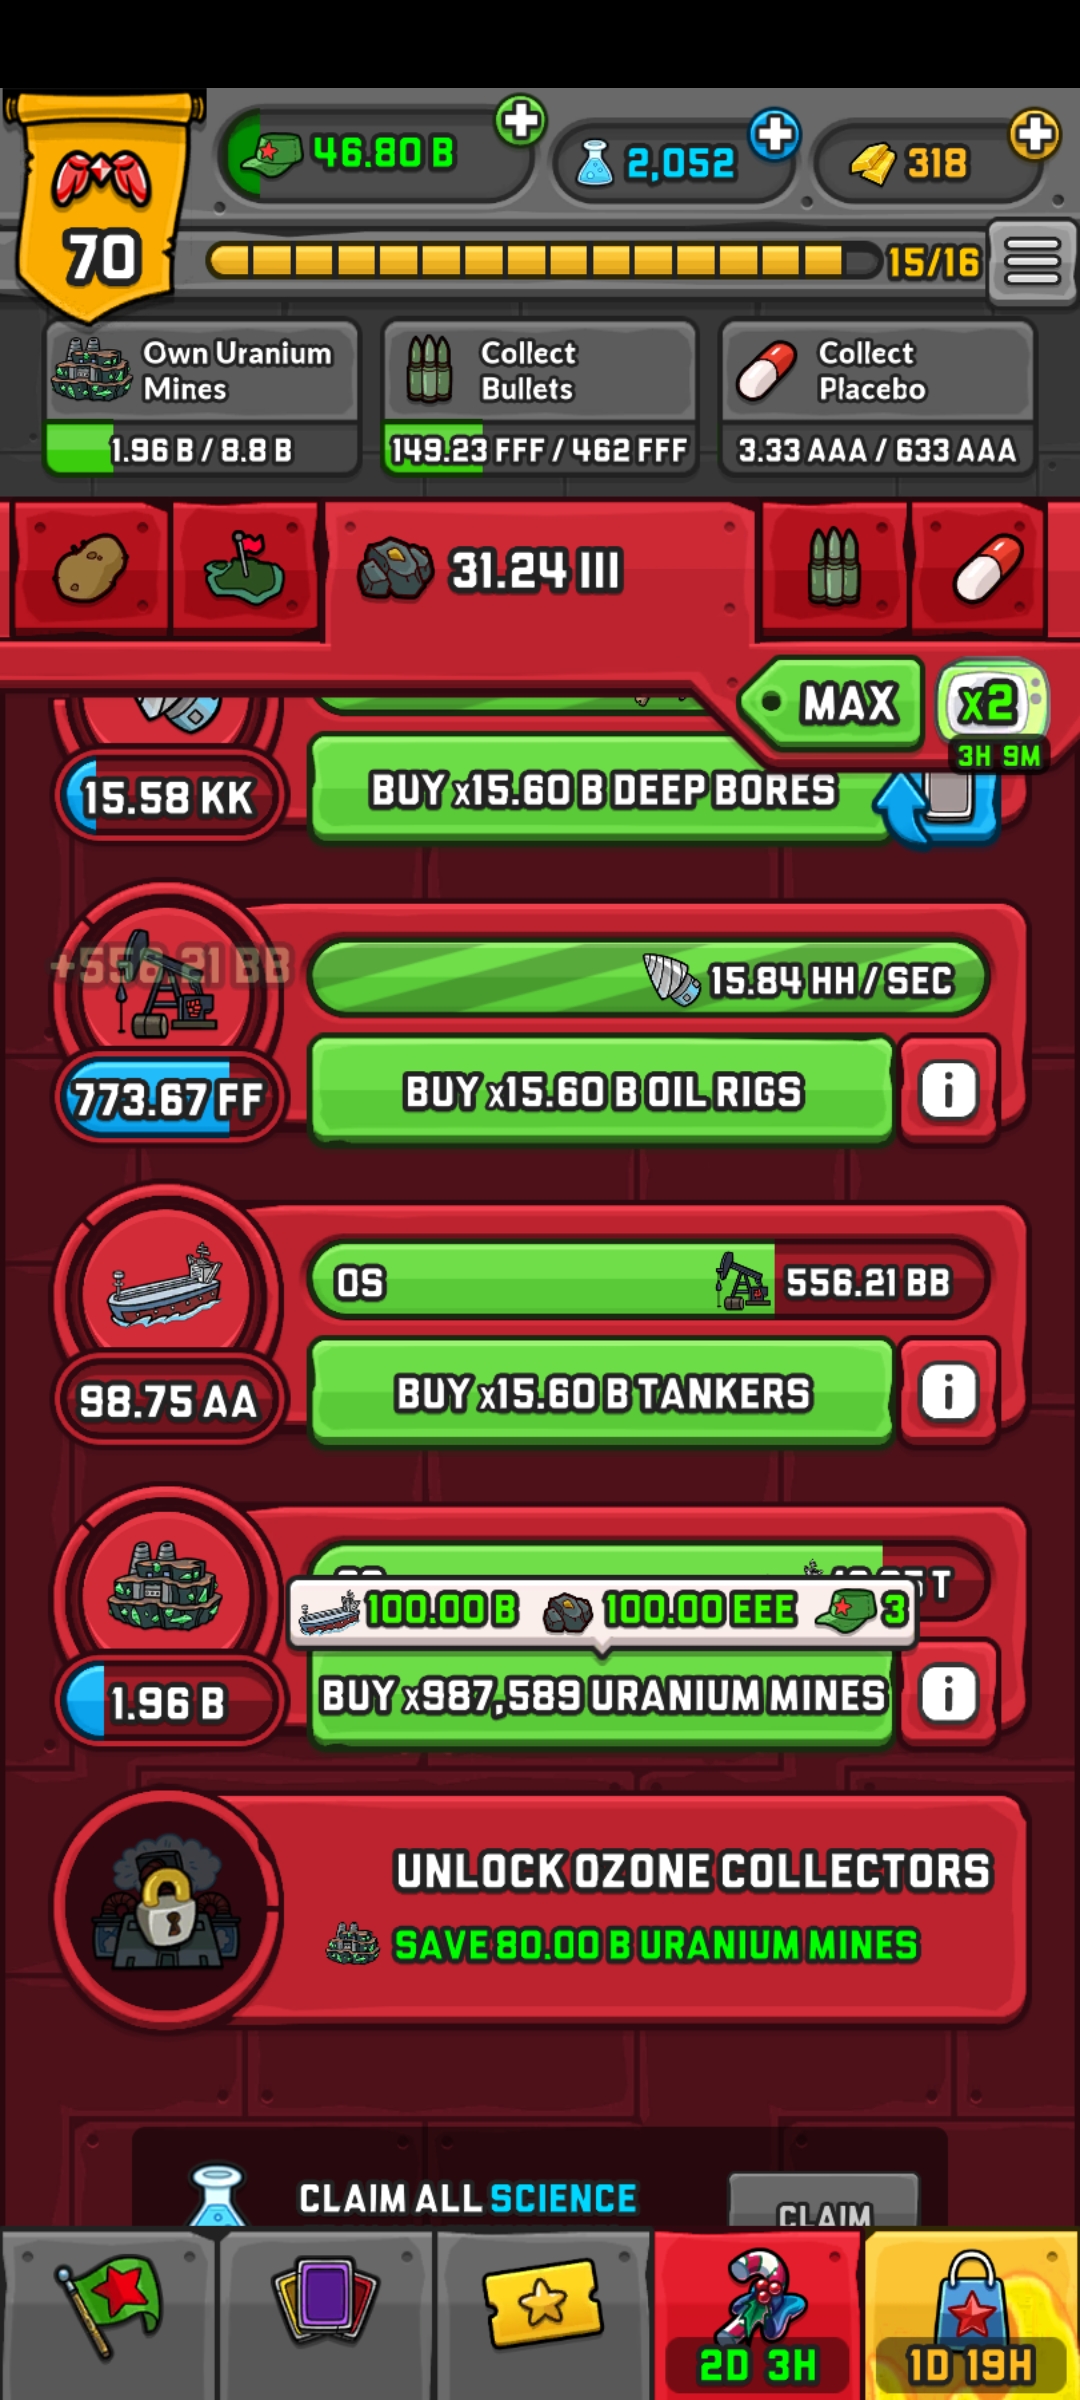 46.80 B
2,052
318
70
15/16
Own Uranium Mines
Collect Bullets
Collect Placebo
1.96 B / 8.8 B
149.23 FFF / 462 FFF
3.33 AAA / 633 AAA
31.24 III
MAX
x2
3H 9M
15.58 KK
BUY x15.60 B DEEP BORES
+556.21 BB
15.84 HH / SEC
773.67 FF
BUY x15.60 B OIL RIGS
i
0S
556.21 BB
98.75 AA
BUY x15.60 B TANKERS
i
T
100.00 B
100.00 EEE
3
1.96 B
BUY x987,589 URANIUM MINES
i
UNLOCK OZONE COLLECTORS
SAVE 80.00 B URANIUM MINES
CLAIM ALL SCIENCE
CLAIM
2D 3H
1D 19H